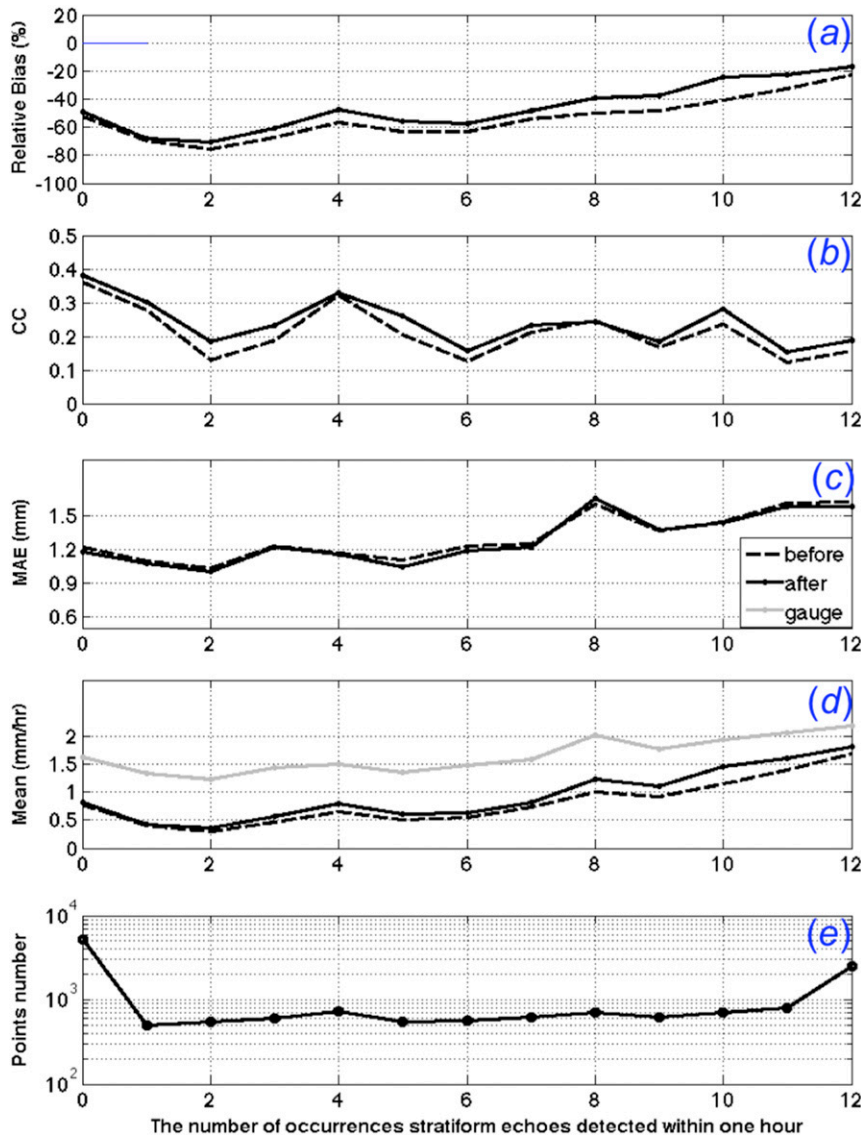 (a)
Relative Bias (%)
20
0
-20
-40
-60
-80
-100
0 2 4 6 8 10 12
(b)
CC
0.5
0.4
0.3
0.2
0.1
0
0 2 4 6 8 10 12
(c)
MAE (mm)
1.5
1.2
0.9
0.6
before
after
gauge
0 2 4 6 8 10 12
(d)
Mean (mm/hr)
2
1.5
1
0.5
0
0 2 4 6 8 10 12
(e)
Points number
10^4
10^3
10^2
0 2 4 6 8 10 12
The number of occurrences stratiform echoes detected within one hour